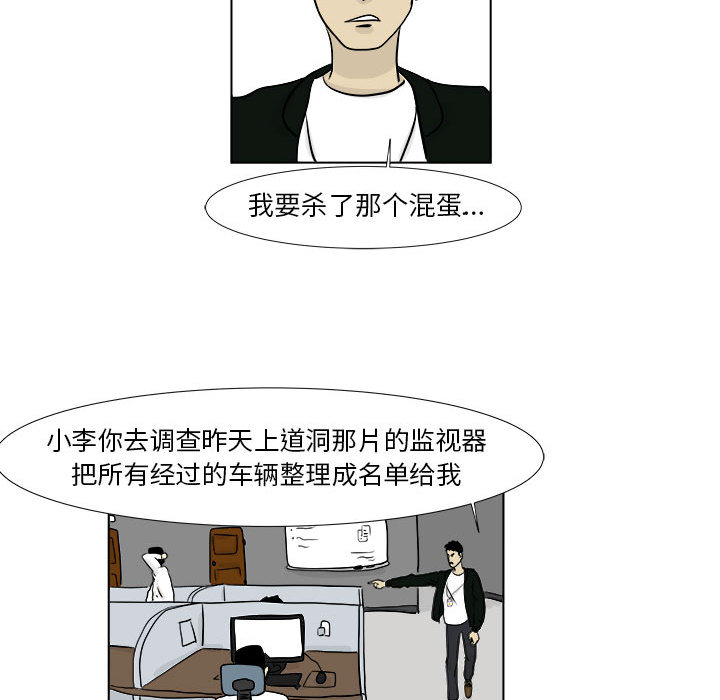 我要杀了那个混蛋...
小李你去调查昨天上道洞那片的监视器
把所有经过的车辆整理成名单给我